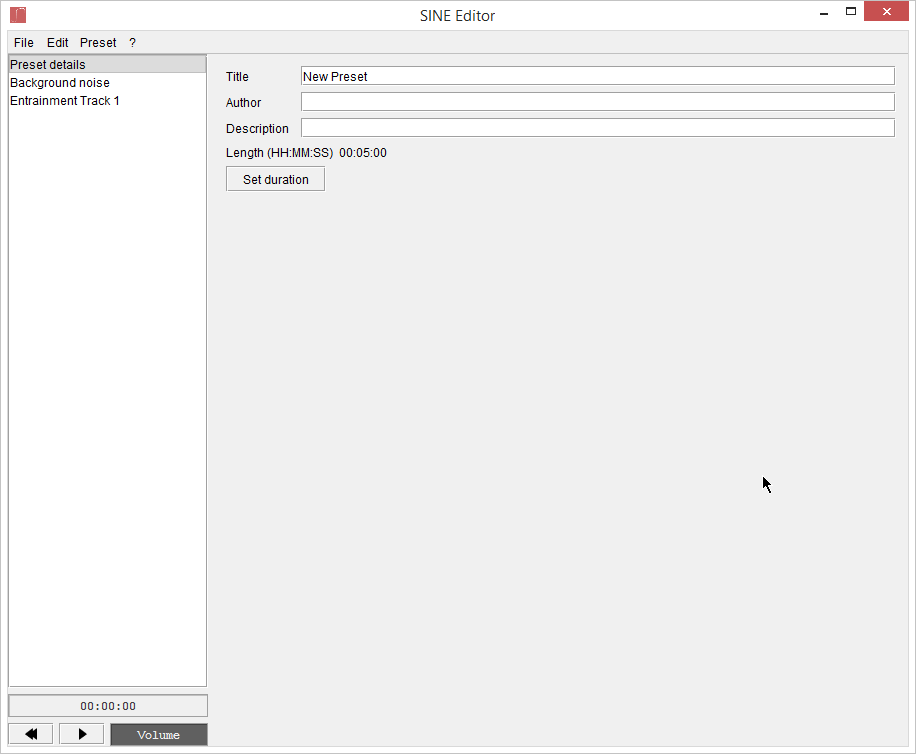 SINE Editor
File Edit Preset ?
Preset details
Background noise
Entrainment Track 1
Title New Preset
Author
Description
Length (HH:MM:SS) 00:05:00
Set duration
00:00:00
Volume